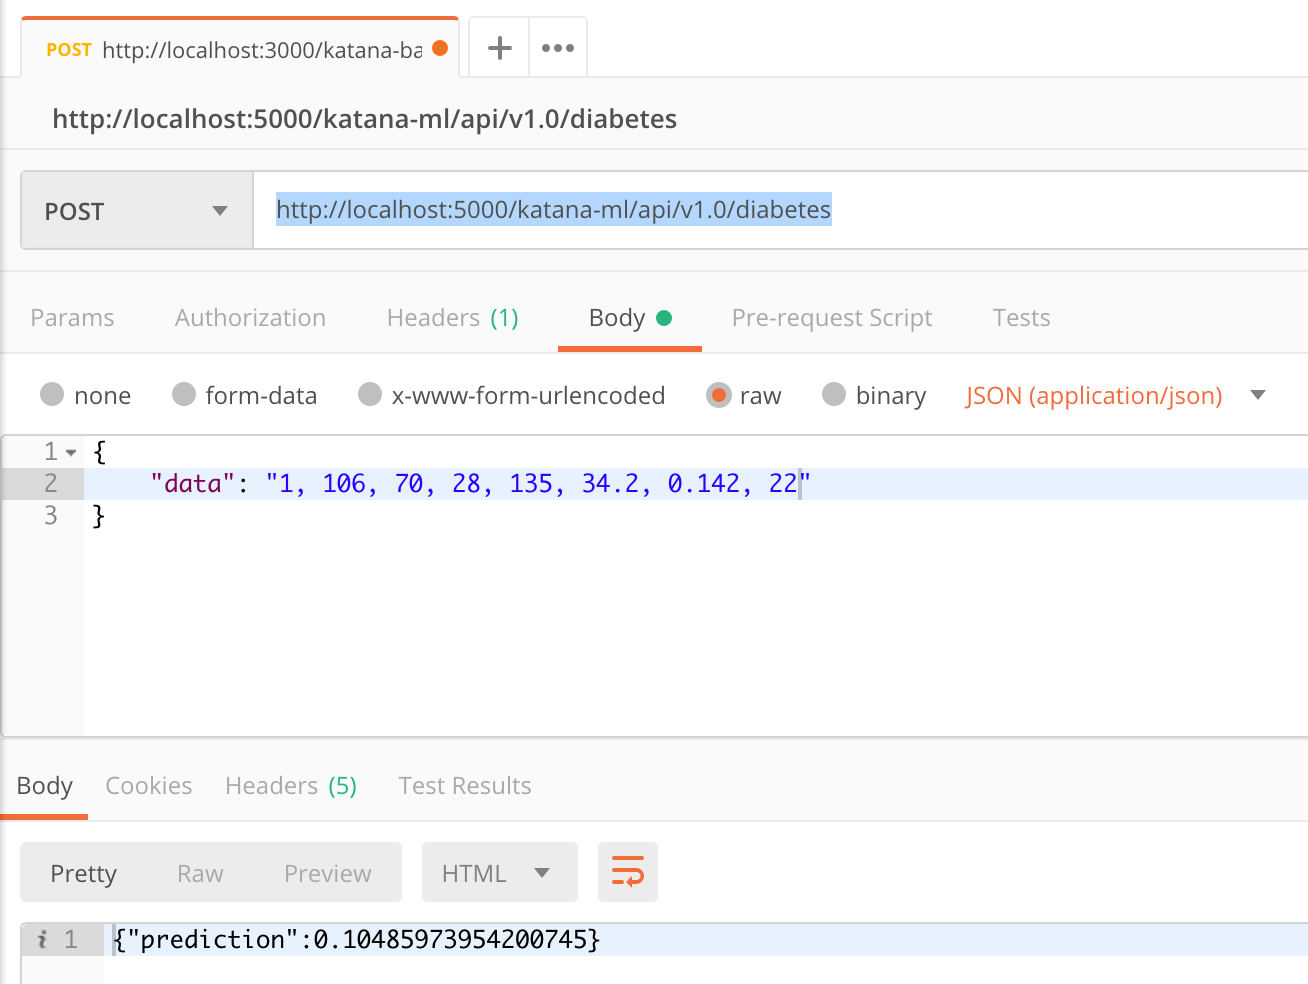 POST http://localhost:3000/katana-ba
http://localhost:5000/katana-ml/api/v1.0/diabetes
POST http://localhost:5000/katana-ml/api/v1.0/diabetes
Params Authorization Headers (1) Body Pre-request Script Tests
none form-data x-www-form-urlencoded raw binary JSON (application/json)
1 {
2 "data": "1, 106, 70, 28, 135, 34.2, 0.142, 22"
3 }
Body Cookies Headers (5) Test Results
Pretty Raw Preview HTML
i 1 {"prediction":0.10485973954200745}